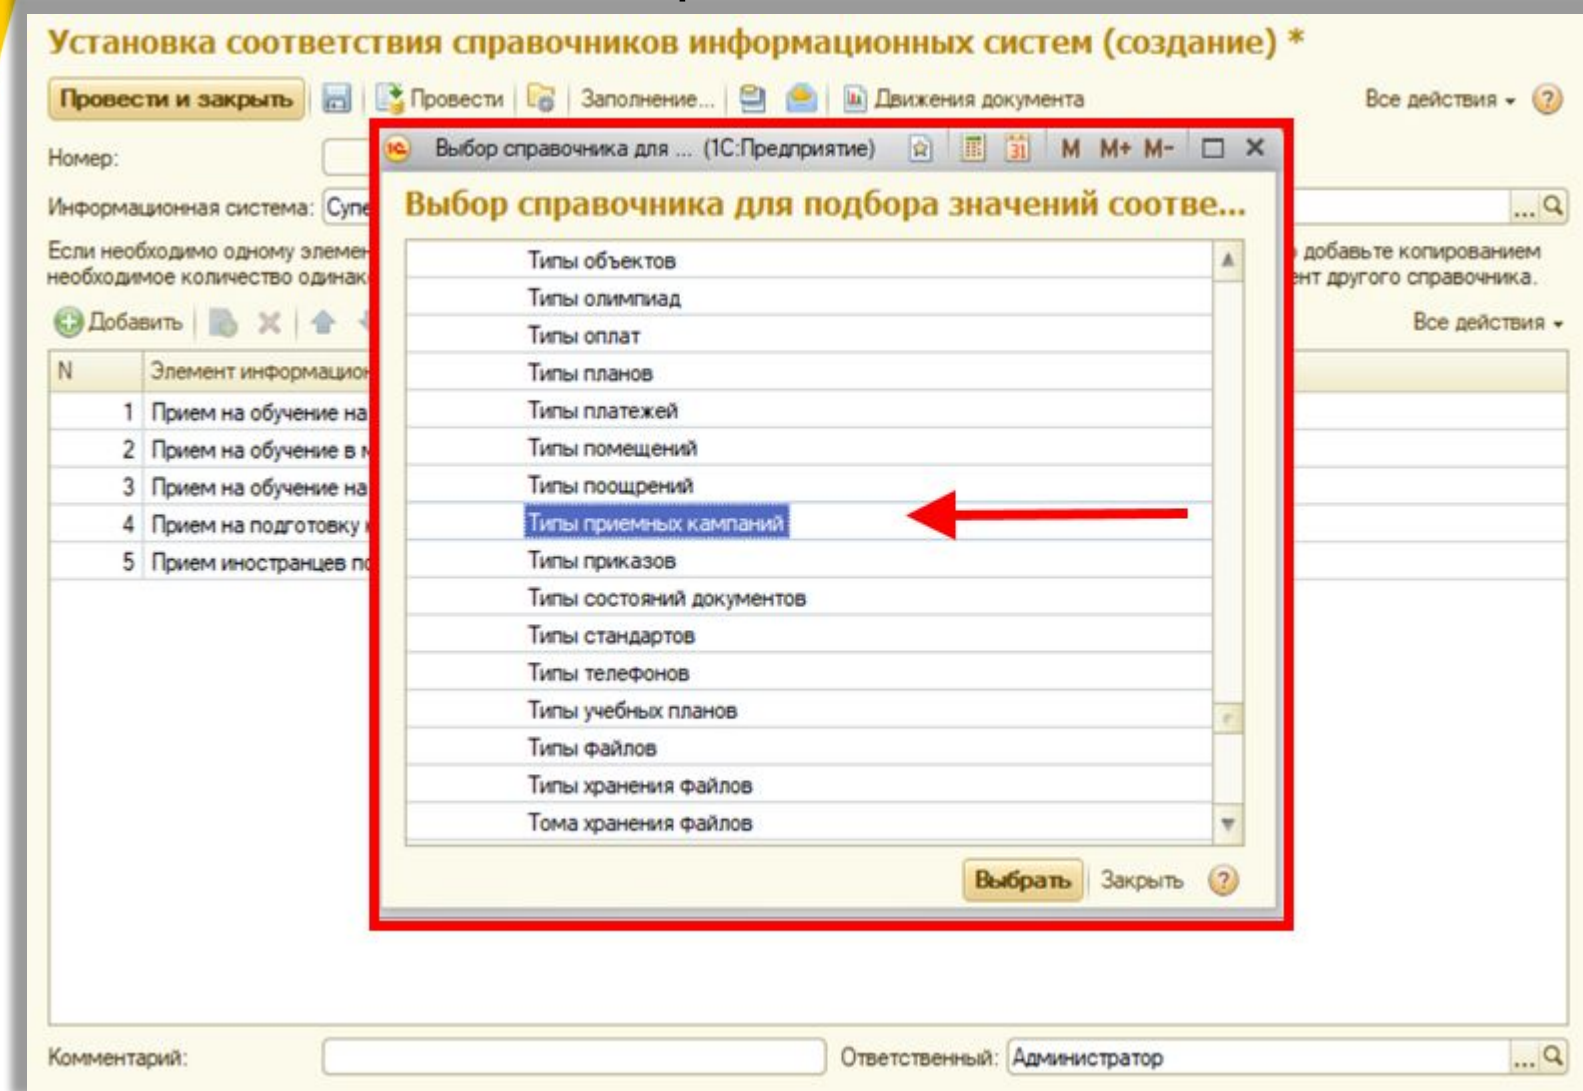 Установка соответствия справочников информационных систем (создание) *
Провести и закрыть Провести Заполнение... Движения документа Все действия
Номер:
Выбор справочника для ... (1С:Предприятие) M M+ M-
Информационная система: Супе
Выбор справочника для подбора значений соотве...
Если необходимо одному элемен добавьте копированием
необходимое количество одинак ент другого справочника.
Добавить Все действия
N Элемент информацион
1 Прием на обучение на
2 Прием на обучение в м
3 Прием на обучение на
4 Прием на подготовку
5 Прием иностранцев по
Типы объектов
Типы олимпиад
Типы оплат
Типы планов
Типы платежей
Типы помещений
Типы поощрений
Типы приемных кампаний
Типы приказов
Типы состояний документов
Типы стандартов
Типы телефонов
Типы учебных планов
Типы файлов
Типы хранения файлов
Тома хранения файлов
Выбрать Закрыть
Комментарий: Ответственный: Администратор